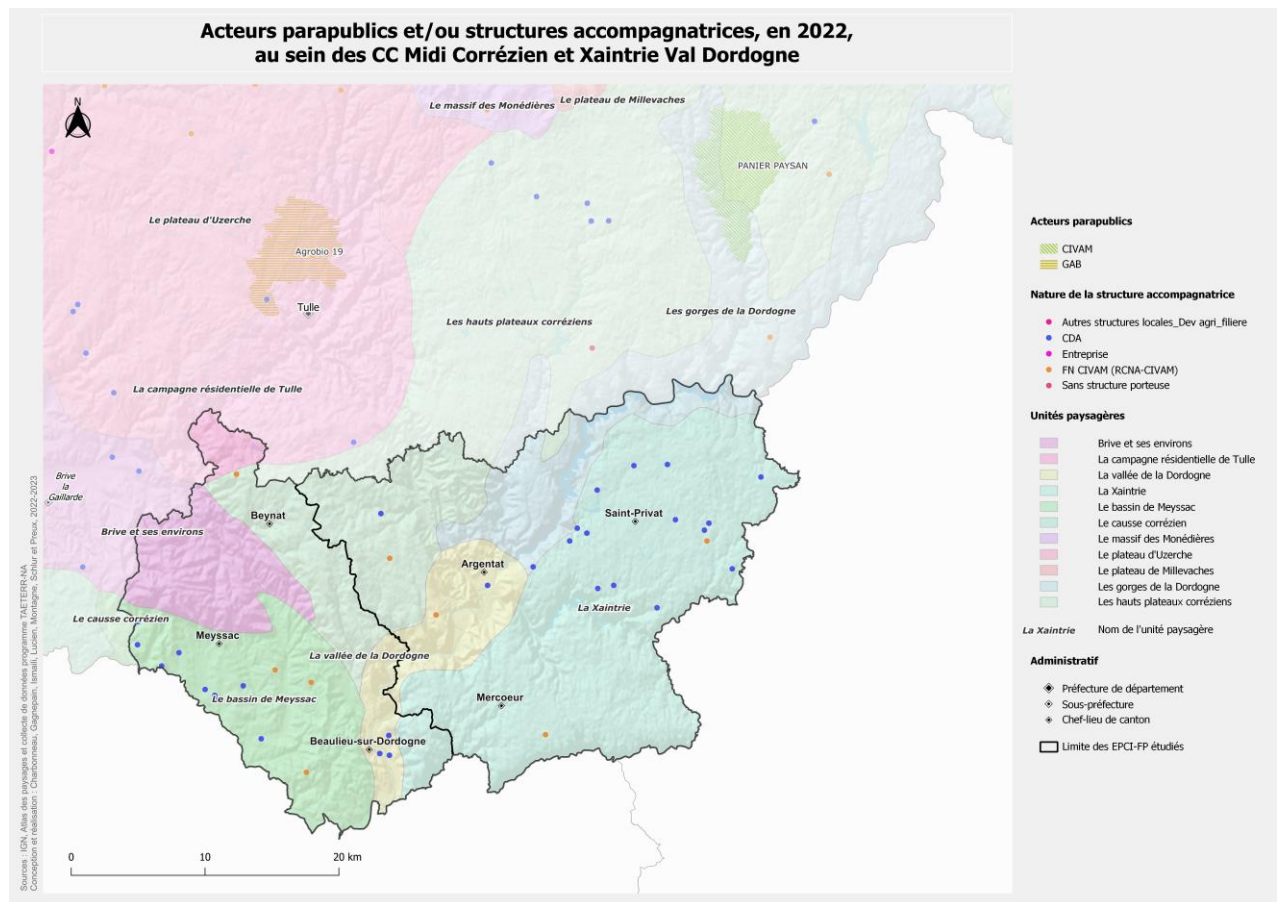 Acteurs parapublics et/ou structures accompagnatrices, en 2022,
au sein des CC Midi Corrézien et Xaintrie Val Dordogne
N
Le massif des Monédières
Le plateau de Millevaches
PANIER PAYSAN
Le plateau d'Uzerche
Agrobio 19
Tulle
Les hauts plateaux corréziens
Les gorges de la Dordogne
La campagne résidentielle de Tulle
Brive
la
Gaillarde
Brive et ses environs
Beynat
Saint-Privat
Argentat
La Xaintrie
Le causse corrézien
Meyssac
La vallée de la Dordogne
Le bassin de Meyssac
Mercoeur
Beaulieu-sur-Dordogne
0 10 20 km
Acteurs parapublics
CIVAM
GAB
Nature de la structure accompagnatrice
Autres structures locales_Dev agri_filiere
CDA
Entreprise
FN CIVAM (RCNA-CIVAM)
Sans structure porteuse
Unités paysagères
Brive et ses environs
La campagne résidentielle de Tulle
La vallée de la Dordogne
La Xaintrie
Le bassin de Meyssac
Le causse corrézien
Le massif des Monédières
Le plateau d'Uzerche
Le plateau de Millevaches
Les gorges de la Dordogne
Les hauts plateaux corréziens
La Xaintrie Nom de l'unité paysagère
Administratif
Préfecture de département
Sous-préfecture
Chef-lieu de canton
Limite des EPCI-FP étudiés
Sources : IGN, Atlas des paysages et collecte de données programme TAETERR-NA
Conception et réalisation : Charbonneau, Gagnepain, Ismaili, Lucien, Montagne, Schlur et Preux, 2022-2023